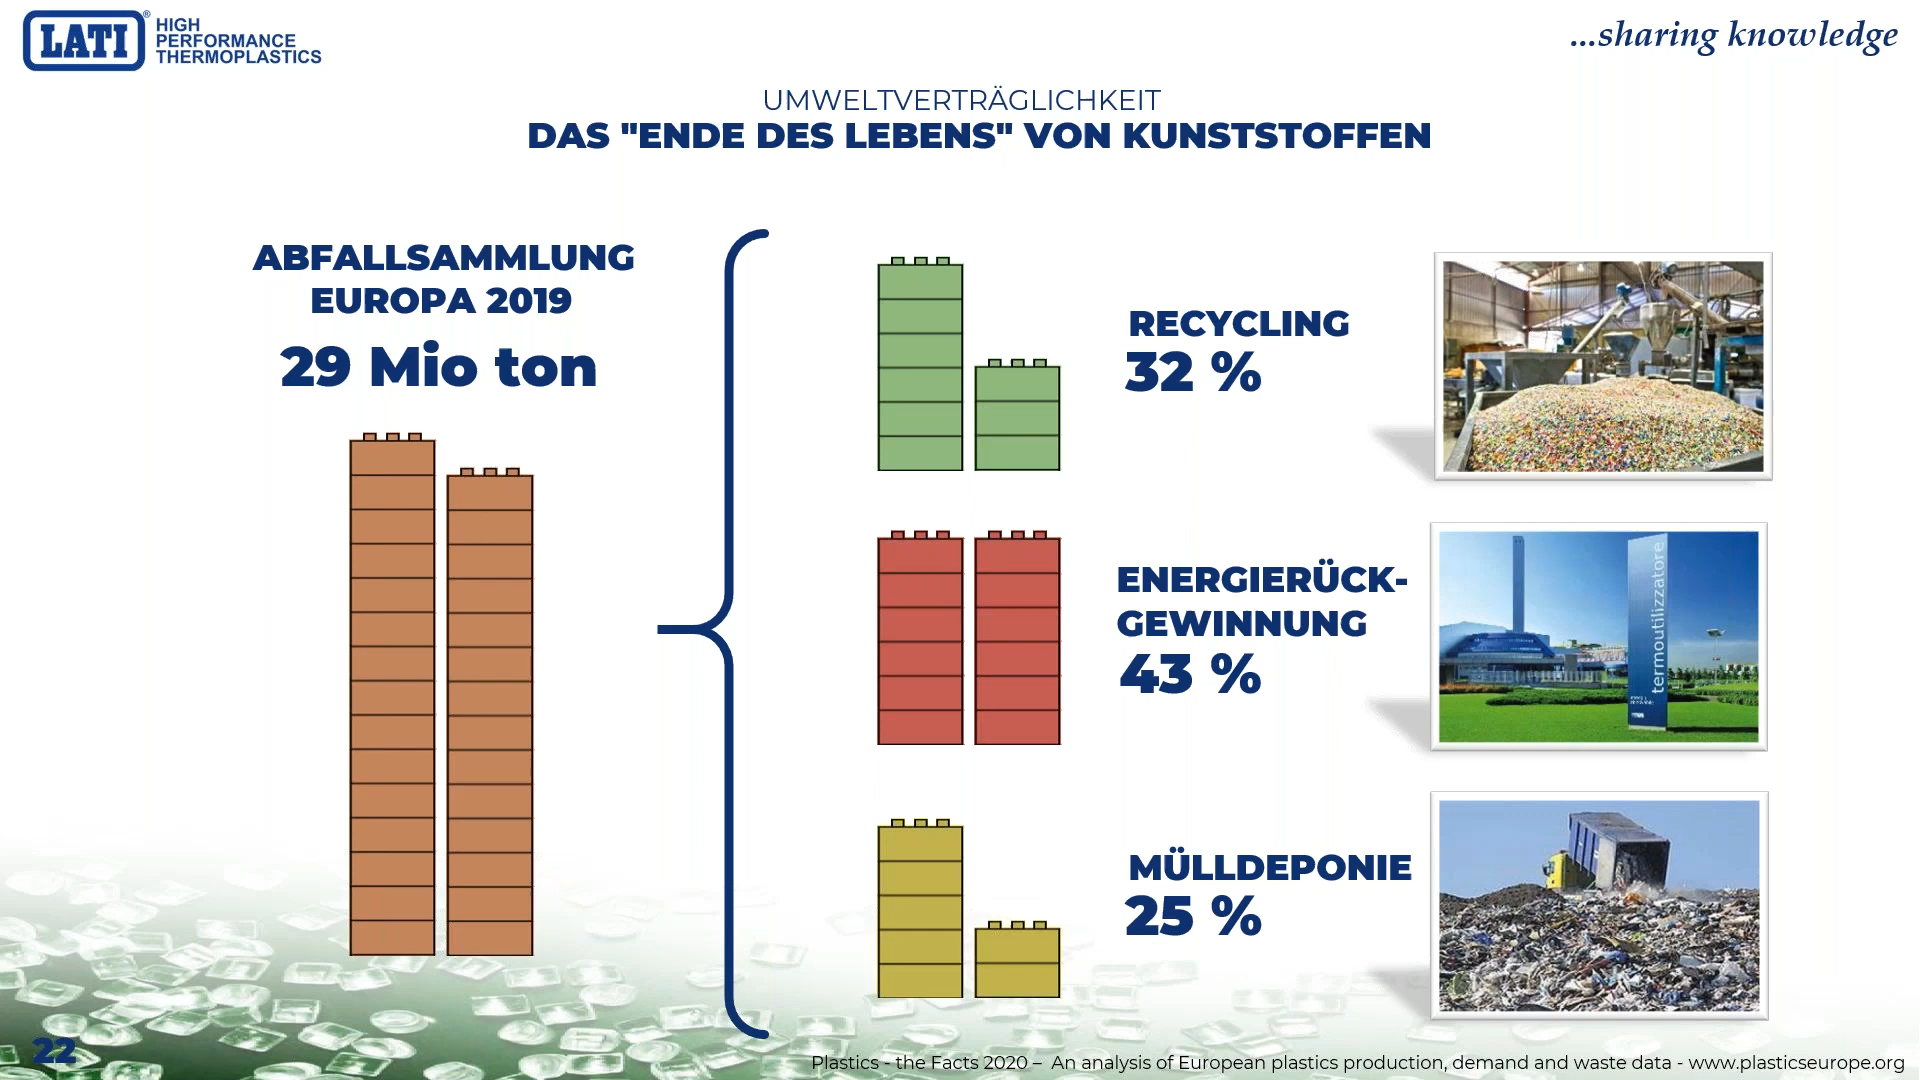 LATI®
HIGH
PERFORMANCE
THERMOPLASTICS
...sharing knowledge
UMWELTVERTRÄGLICHKEIT
DAS "ENDE DES LEBENS" VON KUNSTSTOFFEN
ABFALLSAMMLUNG
EUROPA 2019
29 Mio ton
RECYCLING
32 %
ENERGIERÜCK-
GEWINNUNG
43 %
termoutilizzatore
MÜLLDEPONIE
25 %
22
Plastics - the Facts 2020 – An analysis of European plastics production, demand and waste data - www.plasticseurope.org